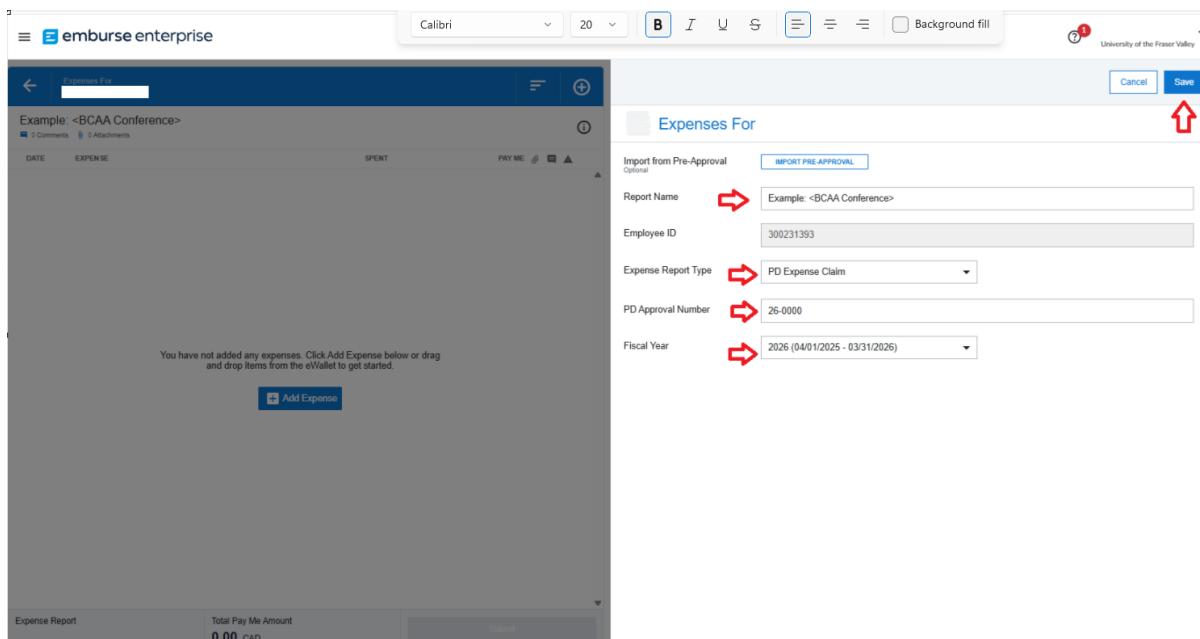 Calibri
20
B I U S
Background fill
emburse enterprise
1
University of the Fraser Valley
Expenses For
Example: <BCAA Conference>
0 Comments 0 Attachments
DATE EXPENSE SPENT PAY ME
You have not added any expenses. Click Add Expense below or drag
and drop items from the eWallet to get started.
Add Expense
Expense Report
Total Pay Me Amount
0.00 CAD
Submit
Cancel
Save
Expenses For
Import from Pre-Approval
Optional
IMPORT PRE-APPROVAL
Report Name
Example: <BCAA Conference>
Employee ID
300231393
Expense Report Type
PD Expense Claim
PD Approval Number
26-0000
Fiscal Year
2026 (04/01/2025 - 03/31/2026)